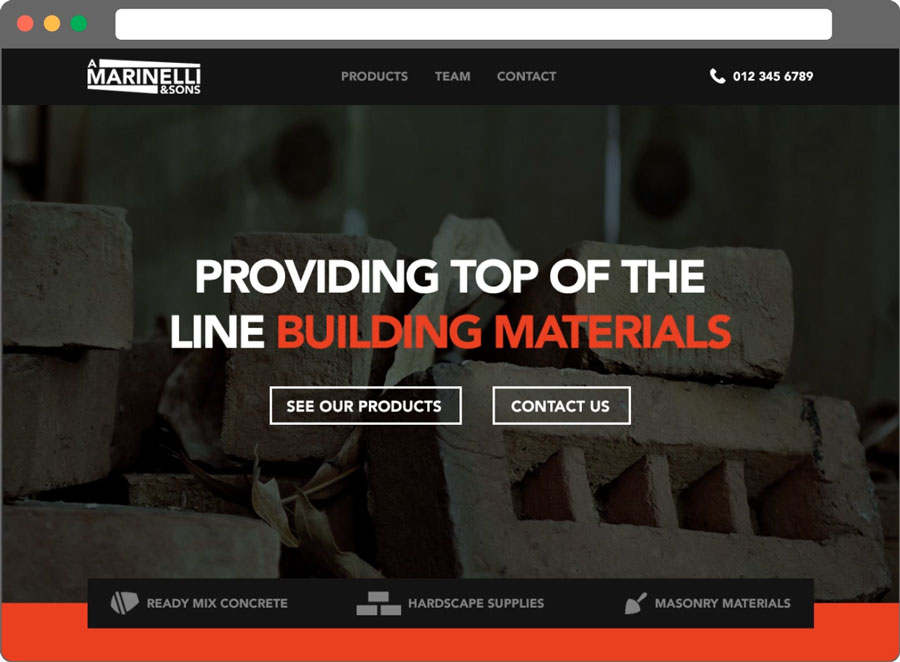 A
MARINELLI
&SONS
PRODUCTS TEAM CONTACT
012 345 6789
PROVIDING TOP OF THE
LINE BUILDING MATERIALS
SEE OUR PRODUCTS CONTACT US
READY MIX CONCRETE HARDSCAPE SUPPLIES MASONRY MATERIALS